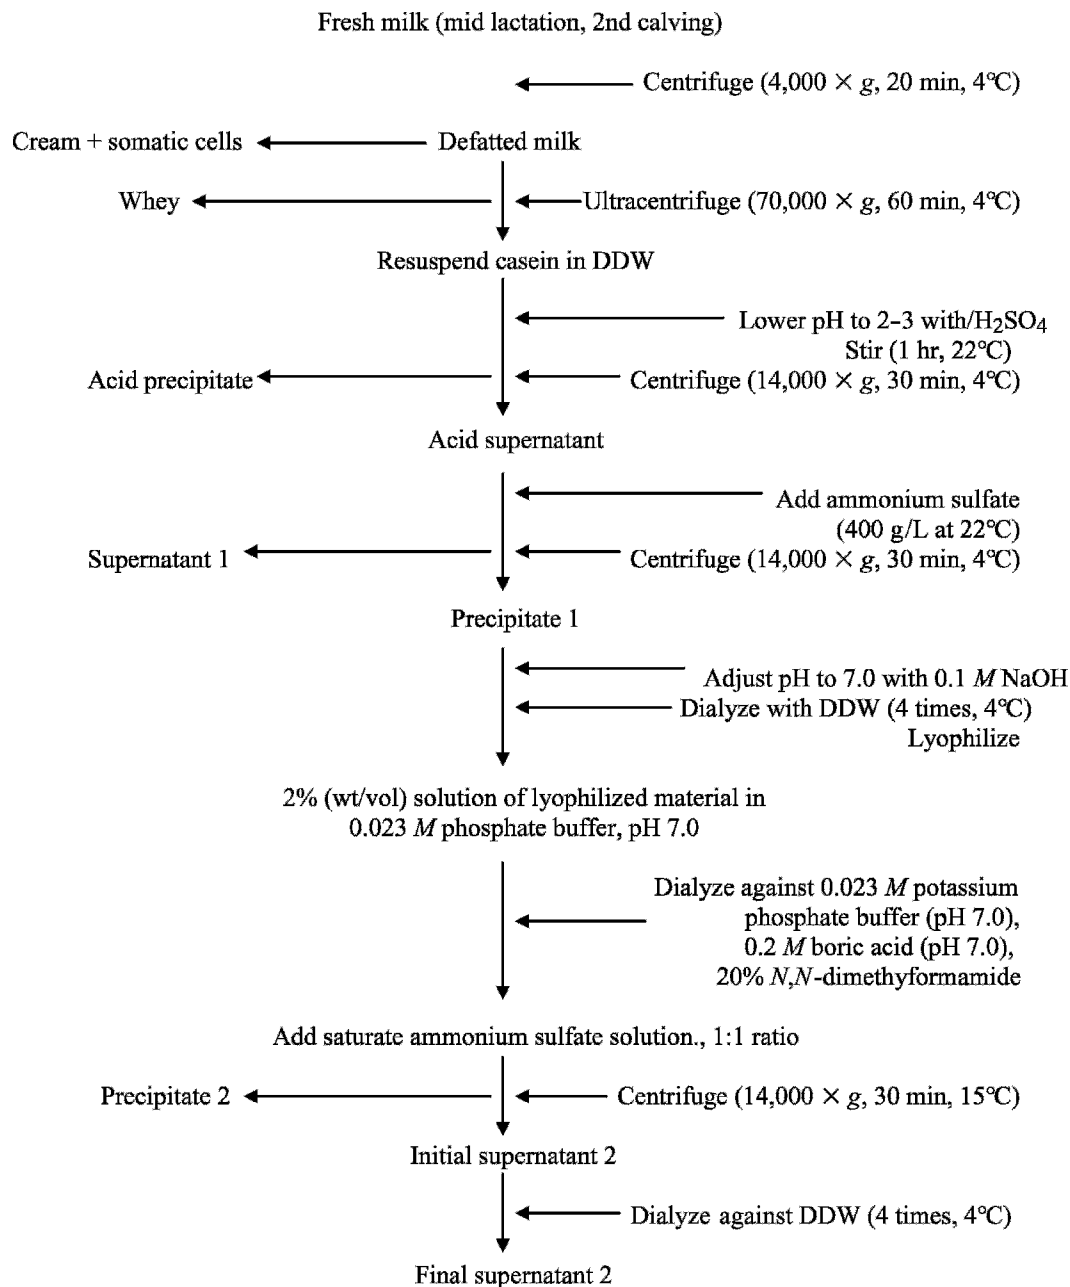 Fresh milk (mid lactation, 2nd calving)
Centrifuge (4,000 × g, 20 min, 4℃)
Cream + somatic cells
Defatted milk
Whey
Ultracentrifuge (70,000 × g, 60 min, 4℃)
Resuspend casein in DDW
Lower pH to 2-3 with/H₂SO₄
Stir (1 hr, 22℃)
Acid precipitate
Centrifuge (14,000 × g, 30 min, 4℃)
Acid supernatant
Add ammonium sulfate
(400 g/L at 22℃)
Supernatant 1
Centrifuge (14,000 × g, 30 min, 4℃)
Precipitate 1
Adjust pH to 7.0 with 0.1 M NaOH
Dialyze with DDW (4 times, 4℃)
Lyophilize
2% (wt/vol) solution of lyophilized material in
0.023 M phosphate buffer, pH 7.0
Dialyze against 0.023 M potassium
phosphate buffer (pH 7.0),
0.2 M boric acid (pH 7.0),
20% N,N-dimethyformamide
Add saturate ammonium sulfate solution., 1:1 ratio
Precipitate 2
Centrifuge (14,000 × g, 30 min, 15℃)
Initial supernatant 2
Dialyze against DDW (4 times, 4℃)
Final supernatant 2